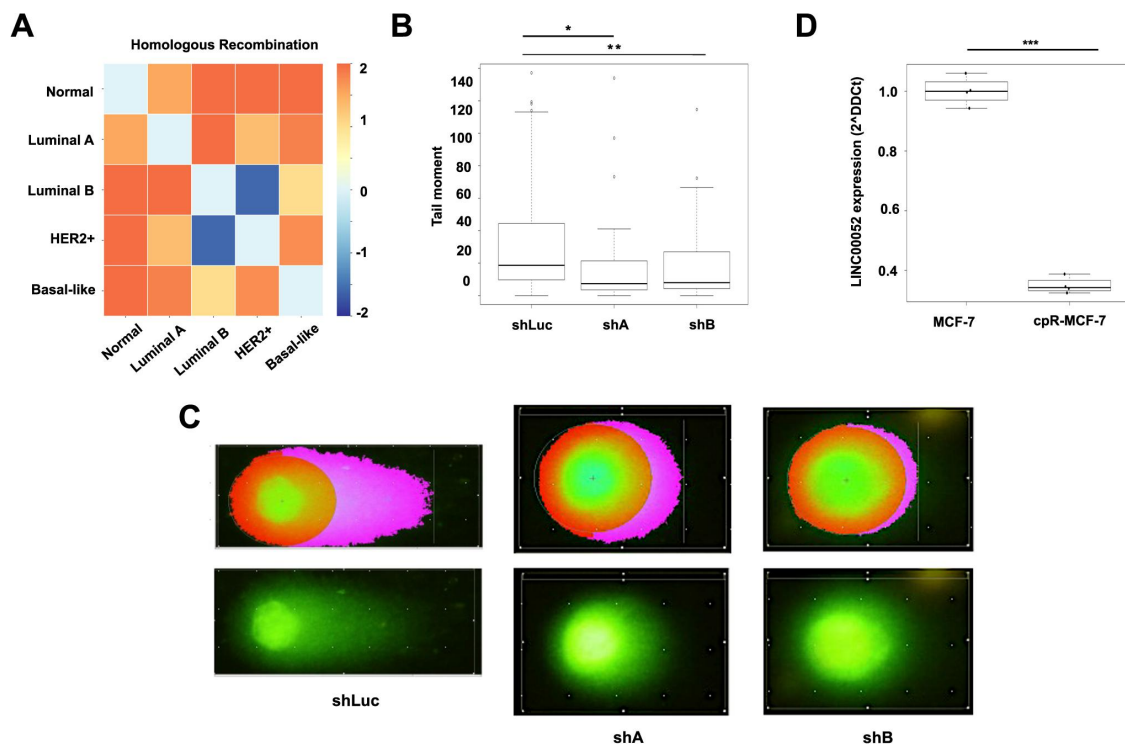 A
Homologous Recombination
Normal
Luminal A
Luminal B
HER2+
Basal-like
Normal
Luminal A
Luminal B
HER2+
Basal-like
2
1
0
-1
-2
B
*
**
Tail moment
140
120
100
80
60
40
20
0
shLuc
shA
shB
D
***
LINC00052 expression (2^DDCt)
1.0
1.0
0.6
0.4
MCF-7
cpR-MCF-7
C
shLuc
shA
shB